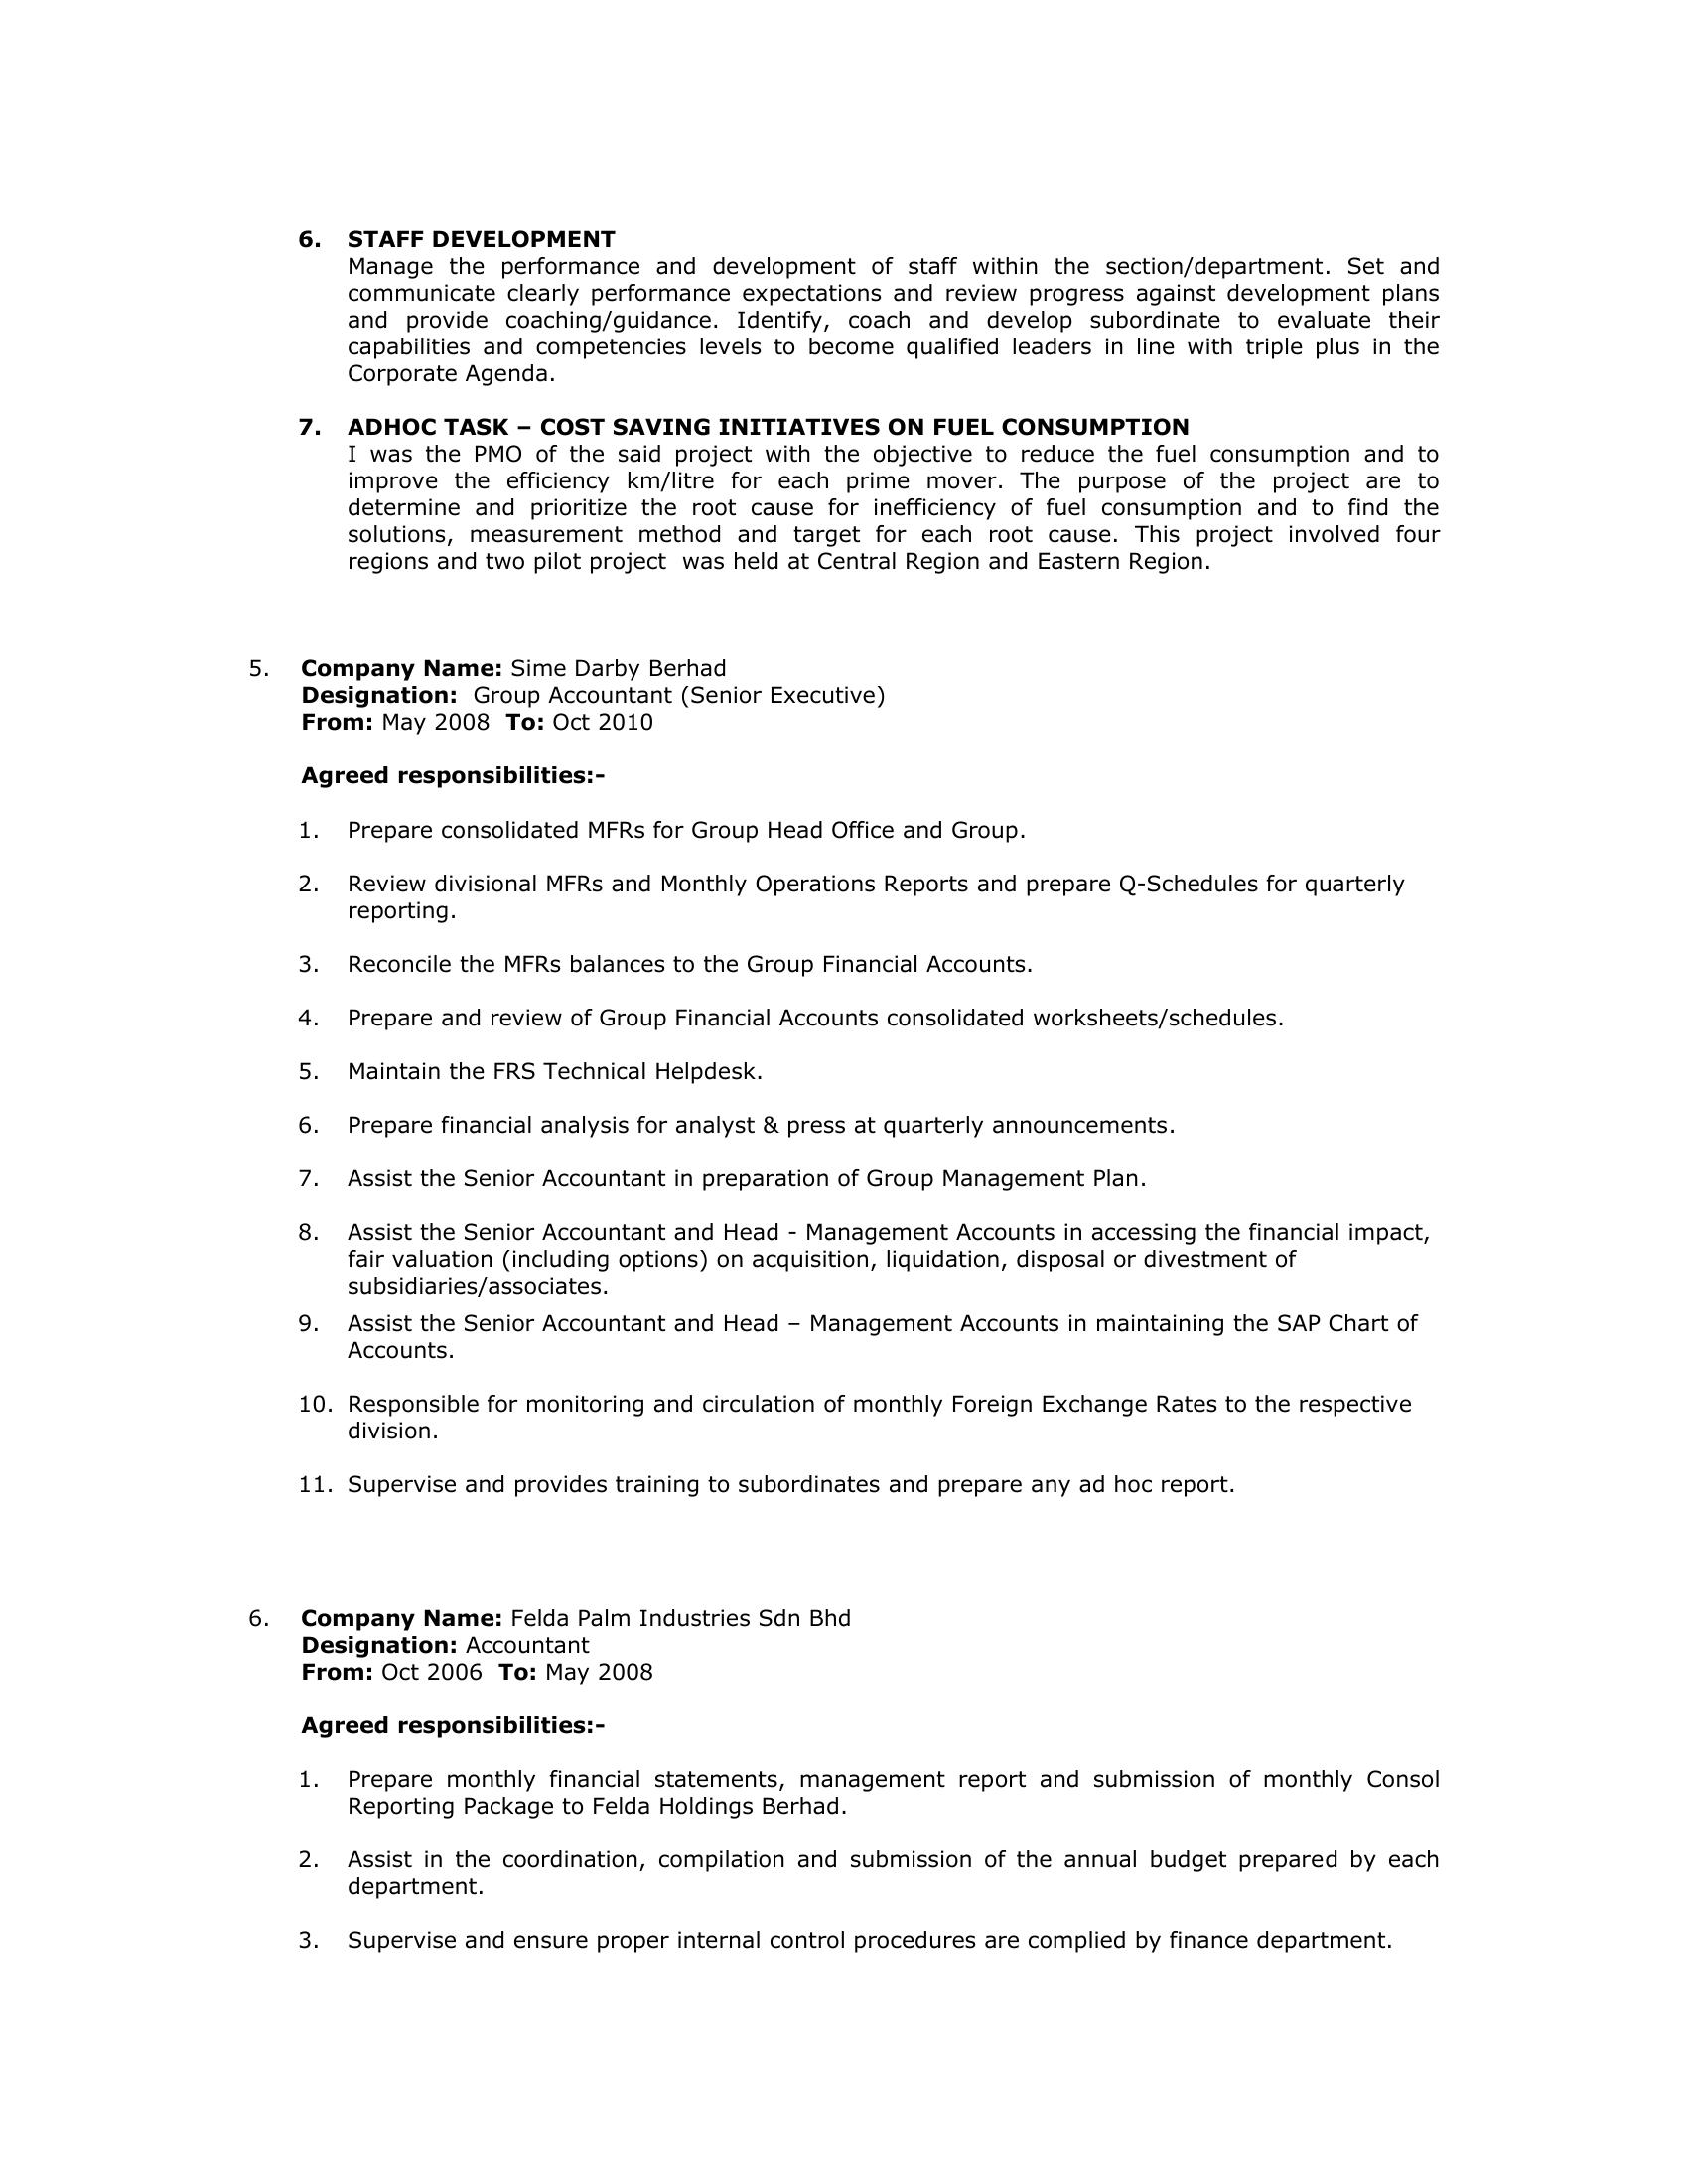 6. STAFF DEVELOPMENT
Manage the performance and development of staff within the section/department. Set and
communicate clearly performance expectations and review progress against development plans
and provide coaching/guidance. Identify, coach and develop subordinate to evaluate their
capabilities and competencies levels to become qualified leaders in line with triple plus in the
Corporate Agenda.
7. ADHOC TASK – COST SAVING INITIATIVES ON FUEL CONSUMPTION
I was the PMO of the said project with the objective to reduce the fuel consumption and to
improve the efficiency km/litre for each prime mover. The purpose of the project are to
determine and prioritize the root cause for inefficiency of fuel consumption and to find the
solutions, measurement method and target for each root cause. This project involved four
regions and two pilot project  was held at Central Region and Eastern Region.
5. Company Name: Sime Darby Berhad
Designation:  Group Accountant (Senior Executive)
From: May 2008  To: Oct 2010
Agreed responsibilities:-
1. Prepare consolidated MFRs for Group Head Office and Group.
2. Review divisional MFRs and Monthly Operations Reports and prepare Q-Schedules for quarterly
reporting.
3. Reconcile the MFRs balances to the Group Financial Accounts.
4. Prepare and review of Group Financial Accounts consolidated worksheets/schedules.
5. Maintain the FRS Technical Helpdesk.
6. Prepare financial analysis for analyst & press at quarterly announcements.
7. Assist the Senior Accountant in preparation of Group Management Plan.
8. Assist the Senior Accountant and Head - Management Accounts in accessing the financial impact,
fair valuation (including options) on acquisition, liquidation, disposal or divestment of
subsidiaries/associates.
9. Assist the Senior Accountant and Head – Management Accounts in maintaining the SAP Chart of
Accounts.
10. Responsible for monitoring and circulation of monthly Foreign Exchange Rates to the respective
division.
11. Supervise and provides training to subordinates and prepare any ad hoc report.
6. Company Name: Felda Palm Industries Sdn Bhd
Designation: Accountant
From: Oct 2006  To: May 2008
Agreed responsibilities:-
1. Prepare monthly financial statements, management report and submission of monthly Consol
Reporting Package to Felda Holdings Berhad.
2. Assist in the coordination, compilation and submission of the annual budget prepared by each
department.
3. Supervise and ensure proper internal control procedures are complied by finance department.